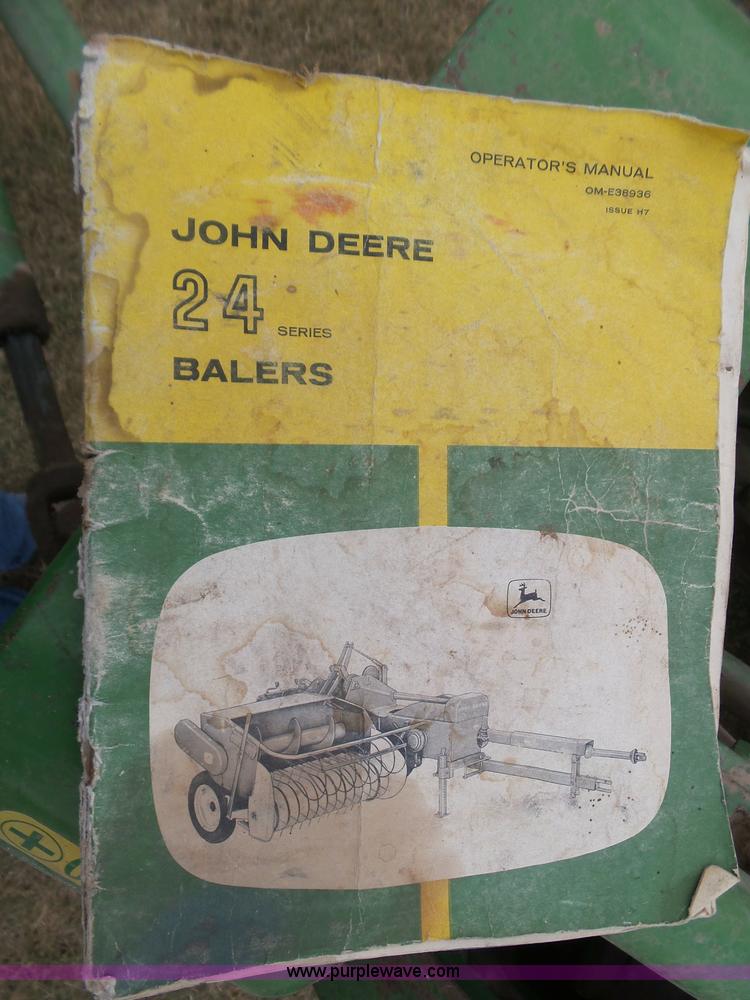 OPERATOR'S MANUAL
OM-E38936
ISSUE H7
JOHN DEERE
24 SERIES
BALERS
JOHN DEERE
www.purplewave.com